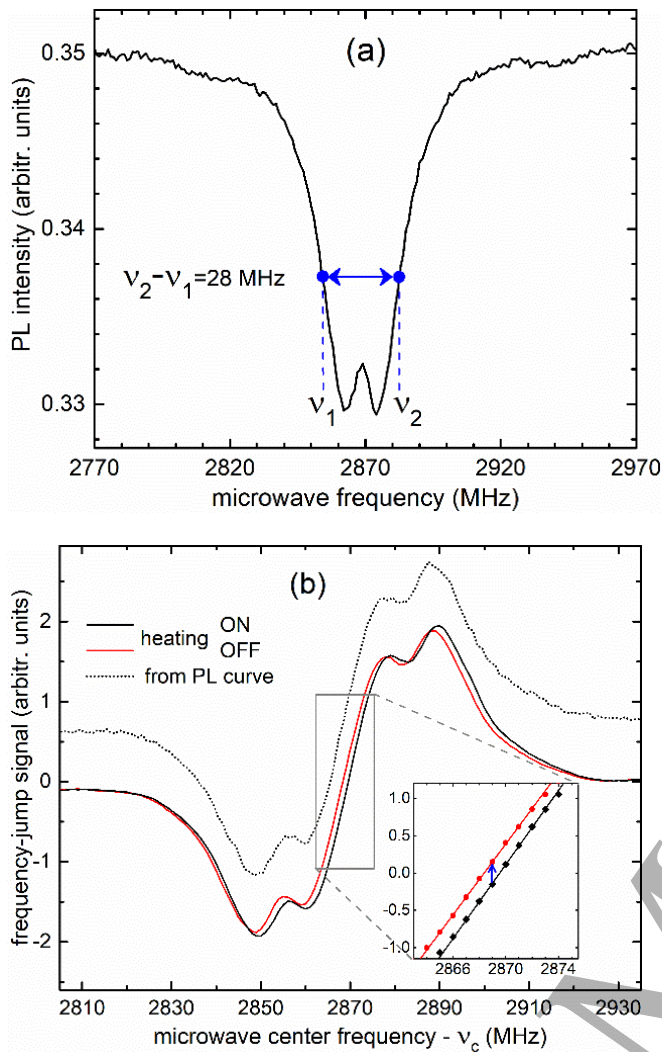 (a)
0.35
0.34
0.33
PL intensity (arbitr. units)
ν2-ν1=28 MHz
ν1
ν2
2770 2820 2870 2920 2970
microwave frequency (MHz)
(b)
ON
heating OFF
from PL curve
2
1
0
-1
-2
frequency-jump signal (arbitr. units)
1.0
0.5
0.0
-0.5
-1.0
2866 2870 2874
2810 2830 2850 2870 2890 2910 2930
microwave center frequency - νc (MHz)